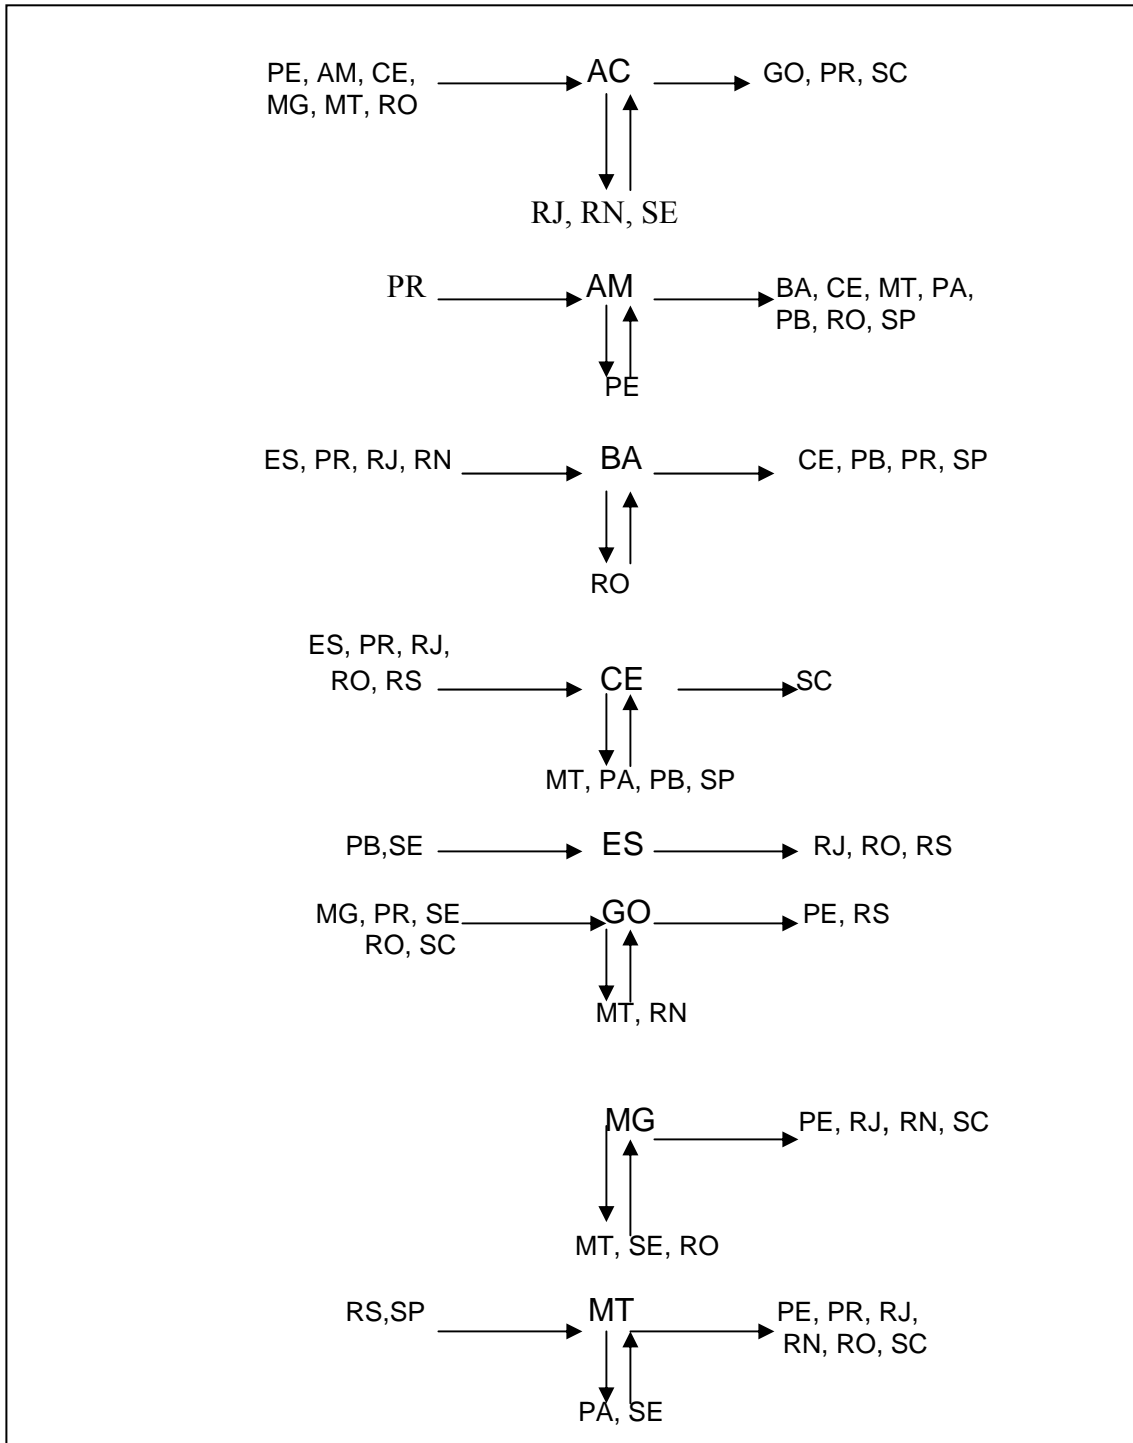 PE, AM, CE,
MG, MT, RO
AC
GO, PR, SC
RJ, RN, SE
PR
AM
BA, CE, MT, PA,
PB, RO, SP
PE
ES, PR, RJ, RN
BA
CE, PB, PR, SP
RO
ES, PR, RJ,
RO, RS
CE
SC
MT, PA, PB, SP
PB,SE
ES
RJ, RO, RS
MG, PR, SE
RO, SC
GO
PE, RS
MT, RN
MG
PE, RJ, RN, SC
MT, SE, RO
RS,SP
MT
PE, PR, RJ,
RN, RO, SC
PA, SE